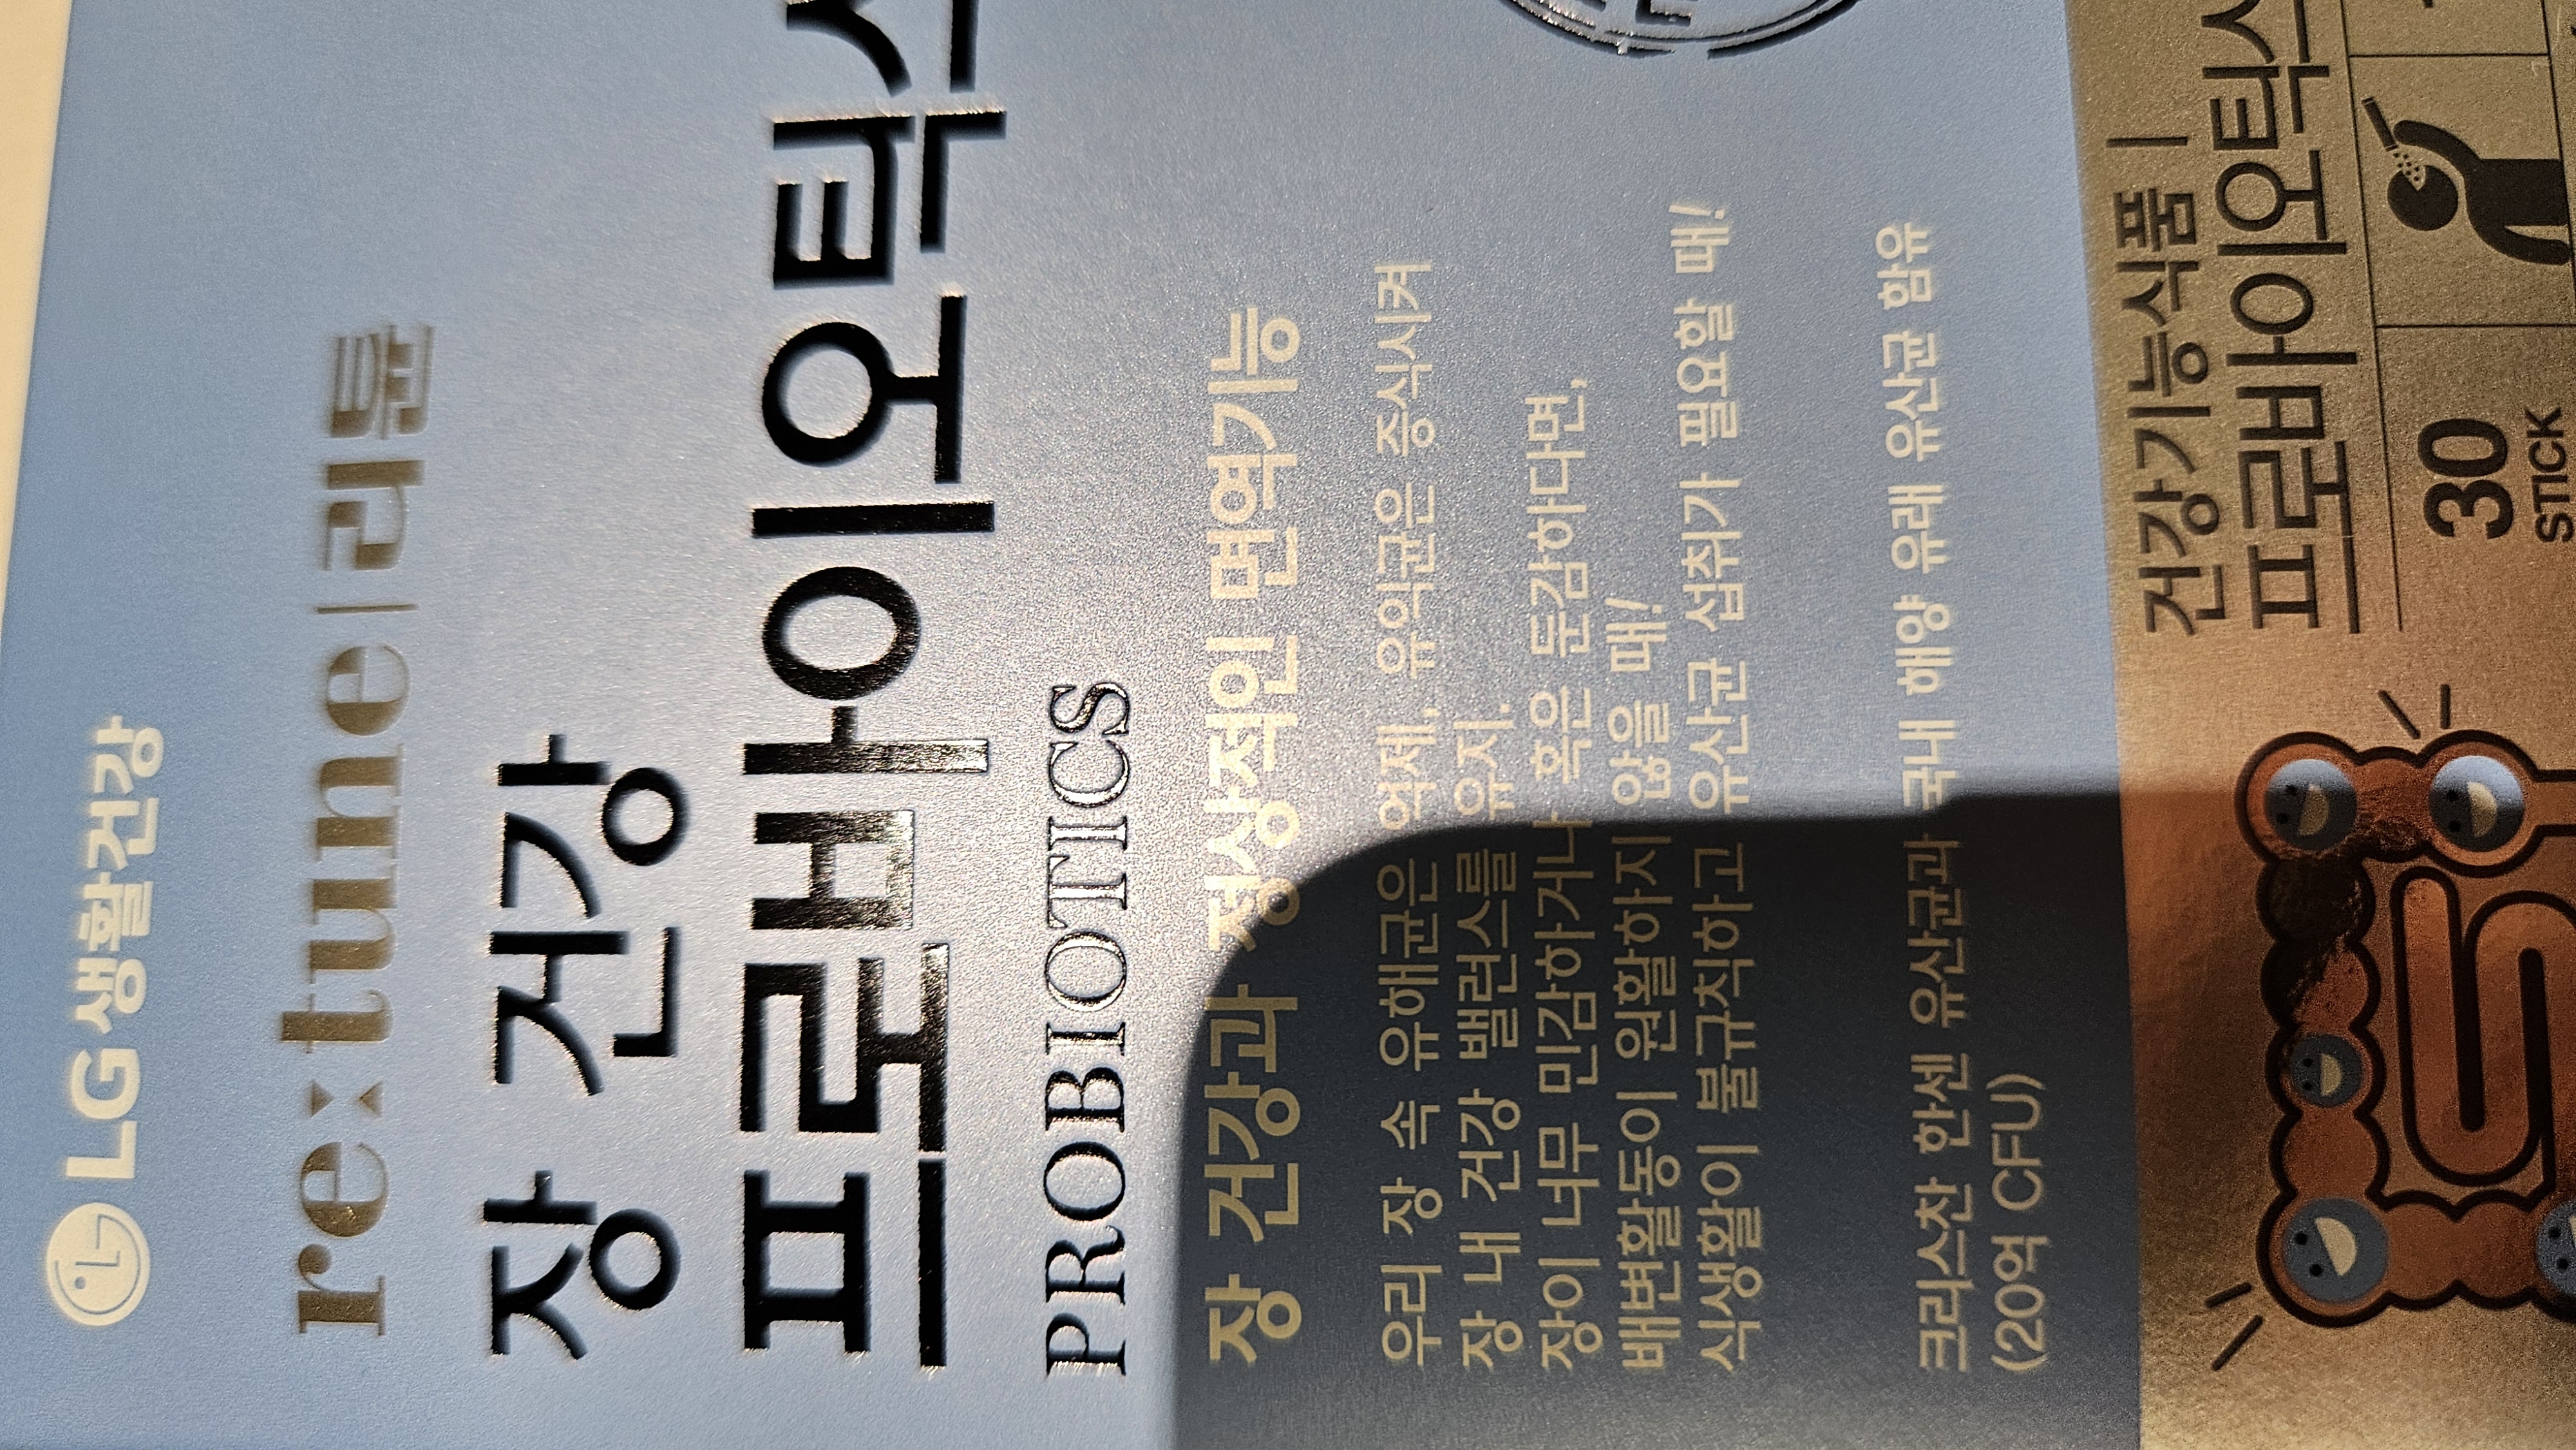 LG 생활건강
re:tune | 리튠
장 건강
프로바이오틱스
PROBIOTICS
장 건강과 정상적인 면역기능
우리 장 속 유해균은 억제, 유익균은 증식시켜
장 내 건강 밸런스를 유지.
장이 너무 민감하거나 혹은 둔감하다면,
배변활동이 원활하지 않을 때!
식생활이 불규칙하고 유산균 섭취가 필요할 때!
크리스찬 한센 유산균과 국내 해양 유래 유산균 함유
(20억 CFU)
건강기능식품 |
프로바이오틱스
30
STICK